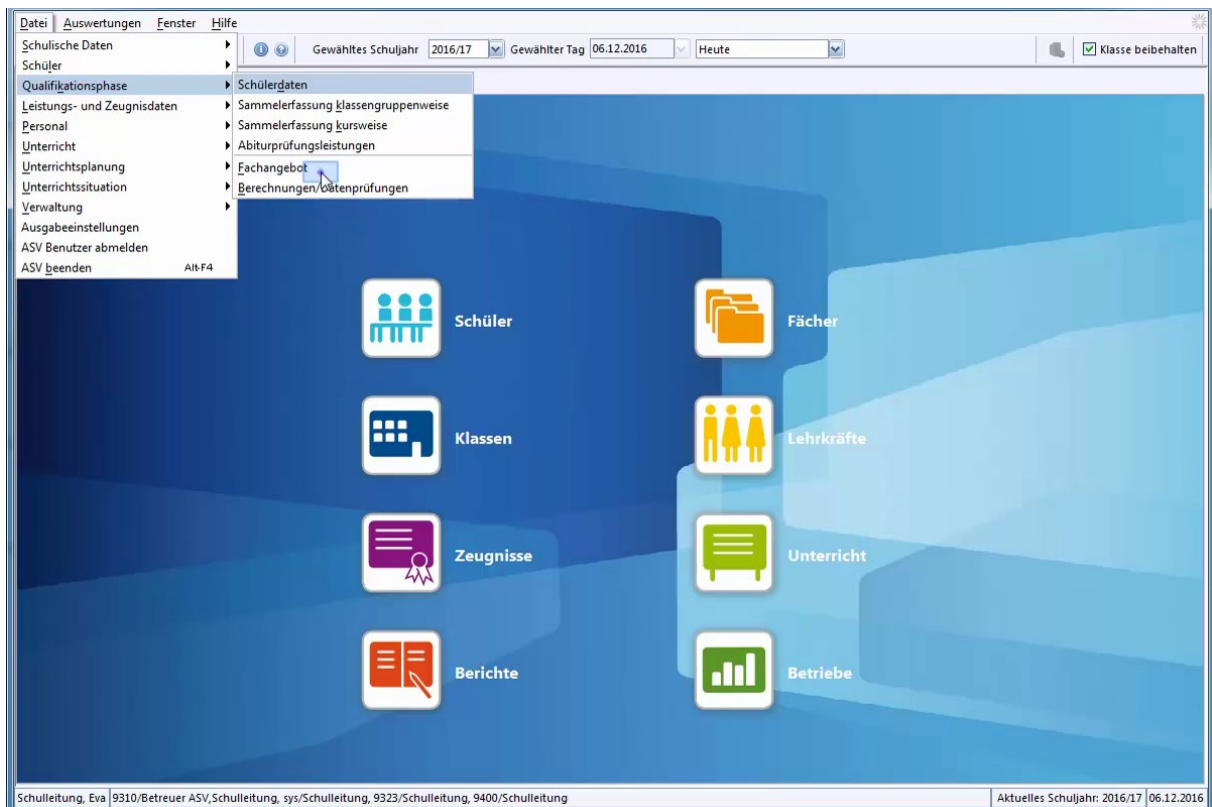 Datei Auswertungen Fenster Hilfe
Gewähltes Schuljahr 2016/17 Gewählter Tag 06.12.2016 Heute Klasse beibehalten
Schulische Daten
Schüler
Qualifikationsphase
Leistungs- und Zeugnisdaten
Personal
Unterricht
Unterrichtsplanung
Unterrichtssituation
Verwaltung
Ausgabeeinstellungen
ASV Benutzer abmelden
ASV beenden Alt-F4
Schülerdaten
Sammelerfassung klassengruppenweise
Sammelerfassung kursweise
Abiturprüfungsleistungen
Fachangebot
Berechnungen/Datenprüfungen
Schüler Fächer
Klassen Lehrkräfte
Zeugnisse Unterricht
Berichte Betriebe
Schulleitung, Eva 9310/Betreuer ASV,Schulleitung, sys/Schulleitung, 9323/Schulleitung, 9400/Schulleitung Aktuelles Schuljahr: 2016/17 06.12.2016